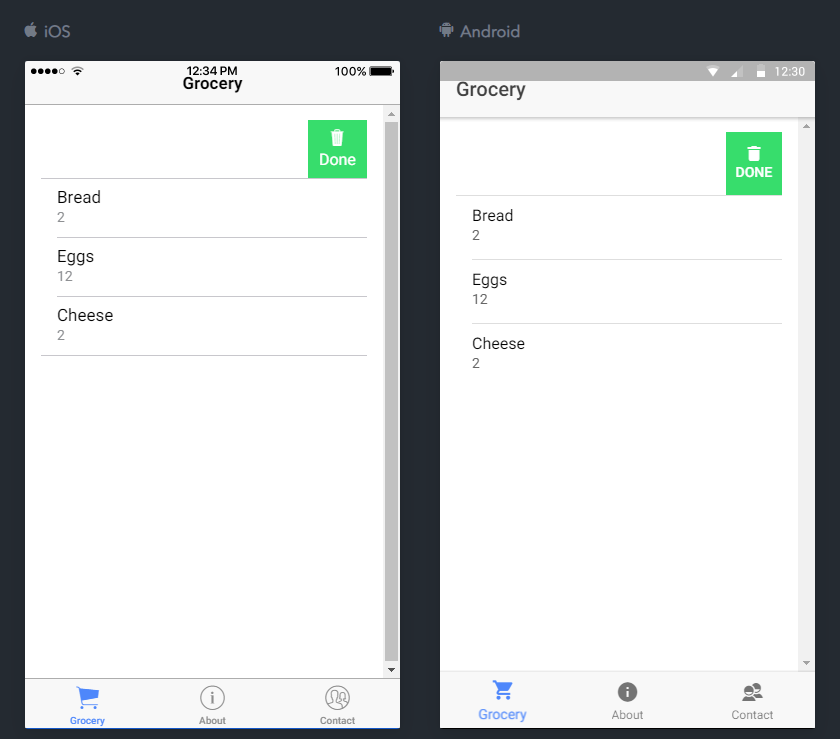 iOS
12:34 PM 100%
Grocery
Done
Bread
2
Eggs
12
Cheese
2
Grocery About Contact
Android
12:30
Grocery
DONE
Bread
2
Eggs
12
Cheese
2
Grocery About Contact